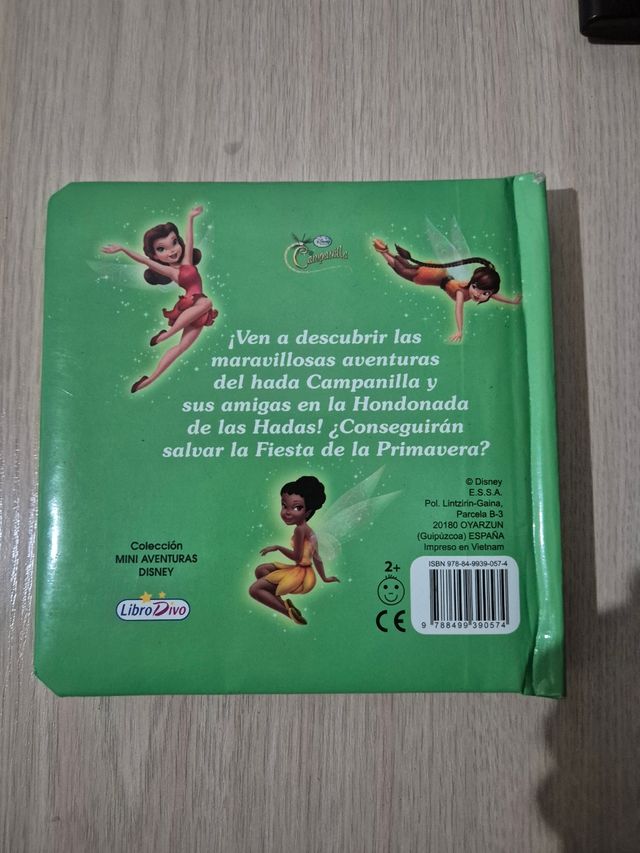 Disney
Campanilla
¡Ven a descubrir las
maravillosas aventuras
del hada Campanilla y
sus amigas en la Hondonada
de las Hadas! ¿Conseguirán
salvar la Fiesta de la Primavera?
© Disney
E.S.S.A.
Pol. Lintzirin-Gaina,
Parcela B-3
20180 OYARZUN
(Guipúzcoa) ESPAÑA
Impreso en Vietnam
Colección
MINI AVENTURAS
DISNEY
LibroDivo
2+
CE
ISBN 978-84-9939-057-4
9 788499 390574